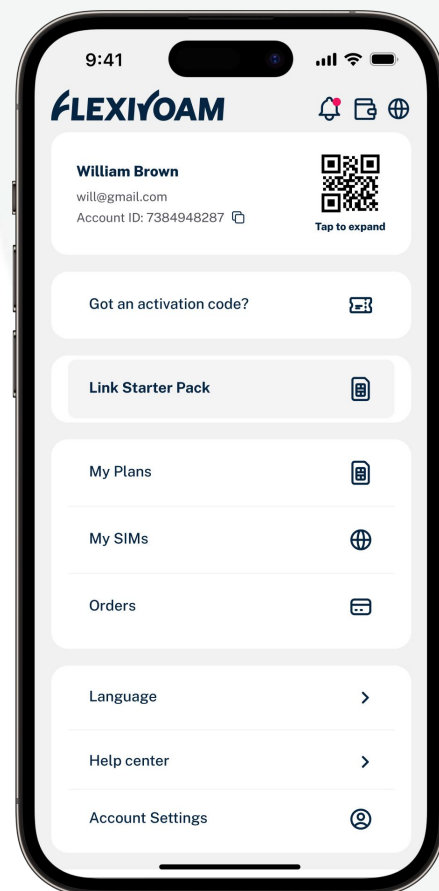 9:41
FLEXIROAM
William Brown
will@gmail.com
Account ID: 7384948287
Tap to expand
Got an activation code?
Link Starter Pack
My Plans
My SIMs
Orders
Language
Help center
Account Settings